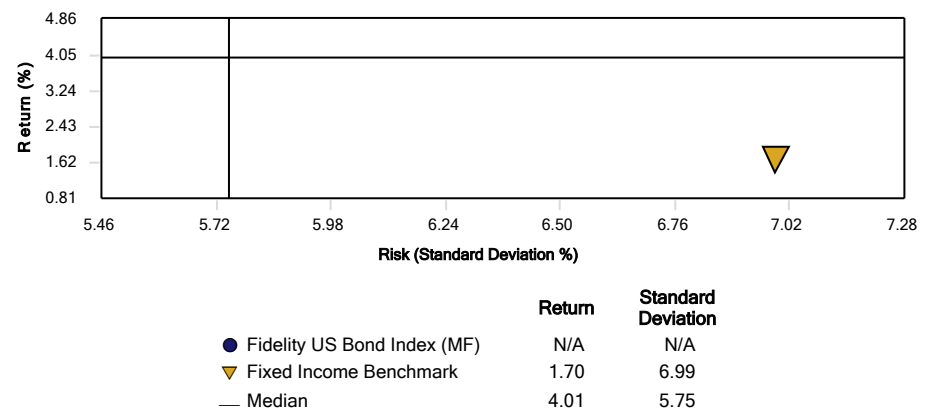 4.86
4.05
3.24
2.43
1.62
0.81
Return (%)
5.46 5.72 5.98 6.24 6.50 6.76 7.02 7.28
Risk (Standard Deviation %)
Return Standard Deviation
Fidelity US Bond Index (MF) N/A N/A
Fixed Income Benchmark 1.70 6.99
Median 4.01 5.75